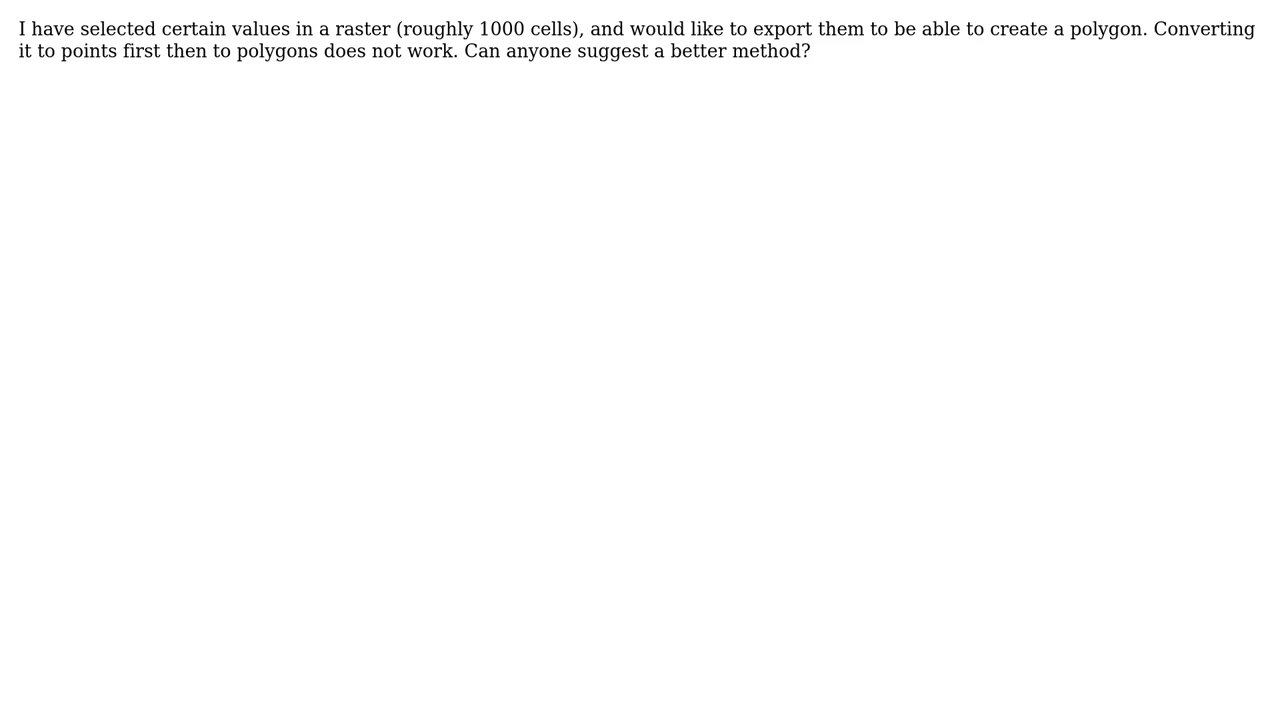 I have selected certain values in a raster (roughly 1000 cells), and would like to export them to be able to create a polygon. Converting
it to points first then to polygons does not work. Can anyone suggest a better method?